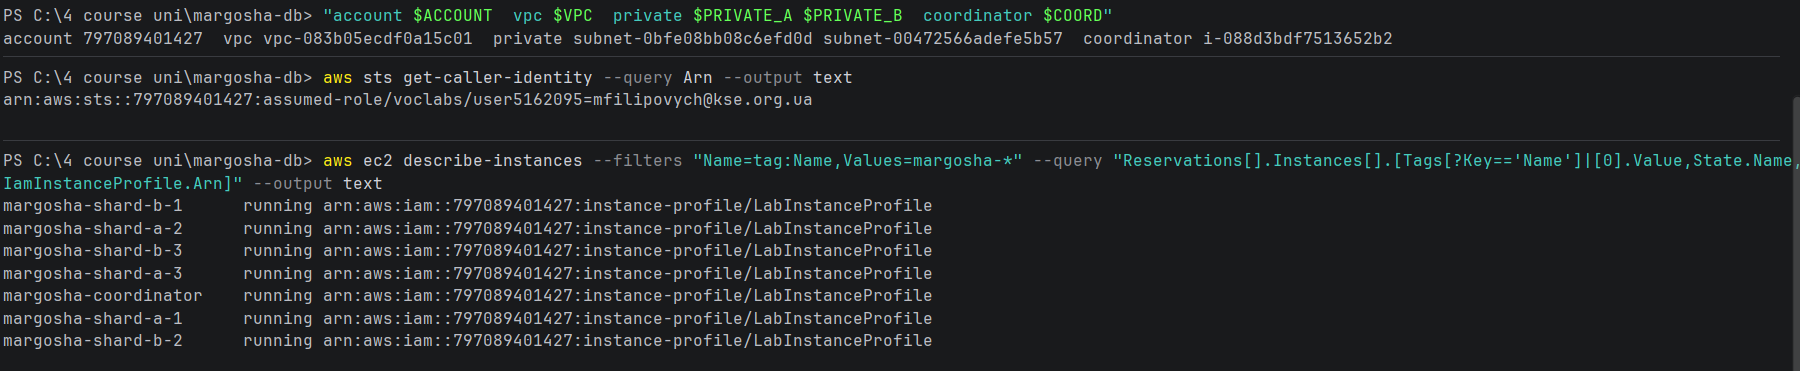 PS C:\4 course uni\margosha-db> "account $ACCOUNT  vpc $VPC  private $PRIVATE_A $PRIVATE_B  coordinator $COORD"
account 797089401427  vpc vpc-083b05ecdf0a15c01  private subnet-0bfe08bb08c6efd0d subnet-00472566adefe5b57  coordinator i-088d3bdf7513652b2
PS C:\4 course uni\margosha-db> aws sts get-caller-identity --query Arn --output text
arn:aws:sts::797089401427:assumed-role/voclabs/user5162095=mfilipovych@kse.org.ua
PS C:\4 course uni\margosha-db> aws ec2 describe-instances --filters "Name=tag:Name,Values=margosha-*" --query "Reservations[].Instances[].[Tags[?Key=='Name']|[0].Value,State.Name,
IamInstanceProfile.Arn]" --output text
margosha-shard-b-1      running arn:aws:iam::797089401427:instance-profile/LabInstanceProfile
margosha-shard-a-2      running arn:aws:iam::797089401427:instance-profile/LabInstanceProfile
margosha-shard-b-3      running arn:aws:iam::797089401427:instance-profile/LabInstanceProfile
margosha-shard-a-3      running arn:aws:iam::797089401427:instance-profile/LabInstanceProfile
margosha-coordinator    running arn:aws:iam::797089401427:instance-profile/LabInstanceProfile
margosha-shard-a-1      running arn:aws:iam::797089401427:instance-profile/LabInstanceProfile
margosha-shard-b-2      running arn:aws:iam::797089401427:instance-profile/LabInstanceProfile